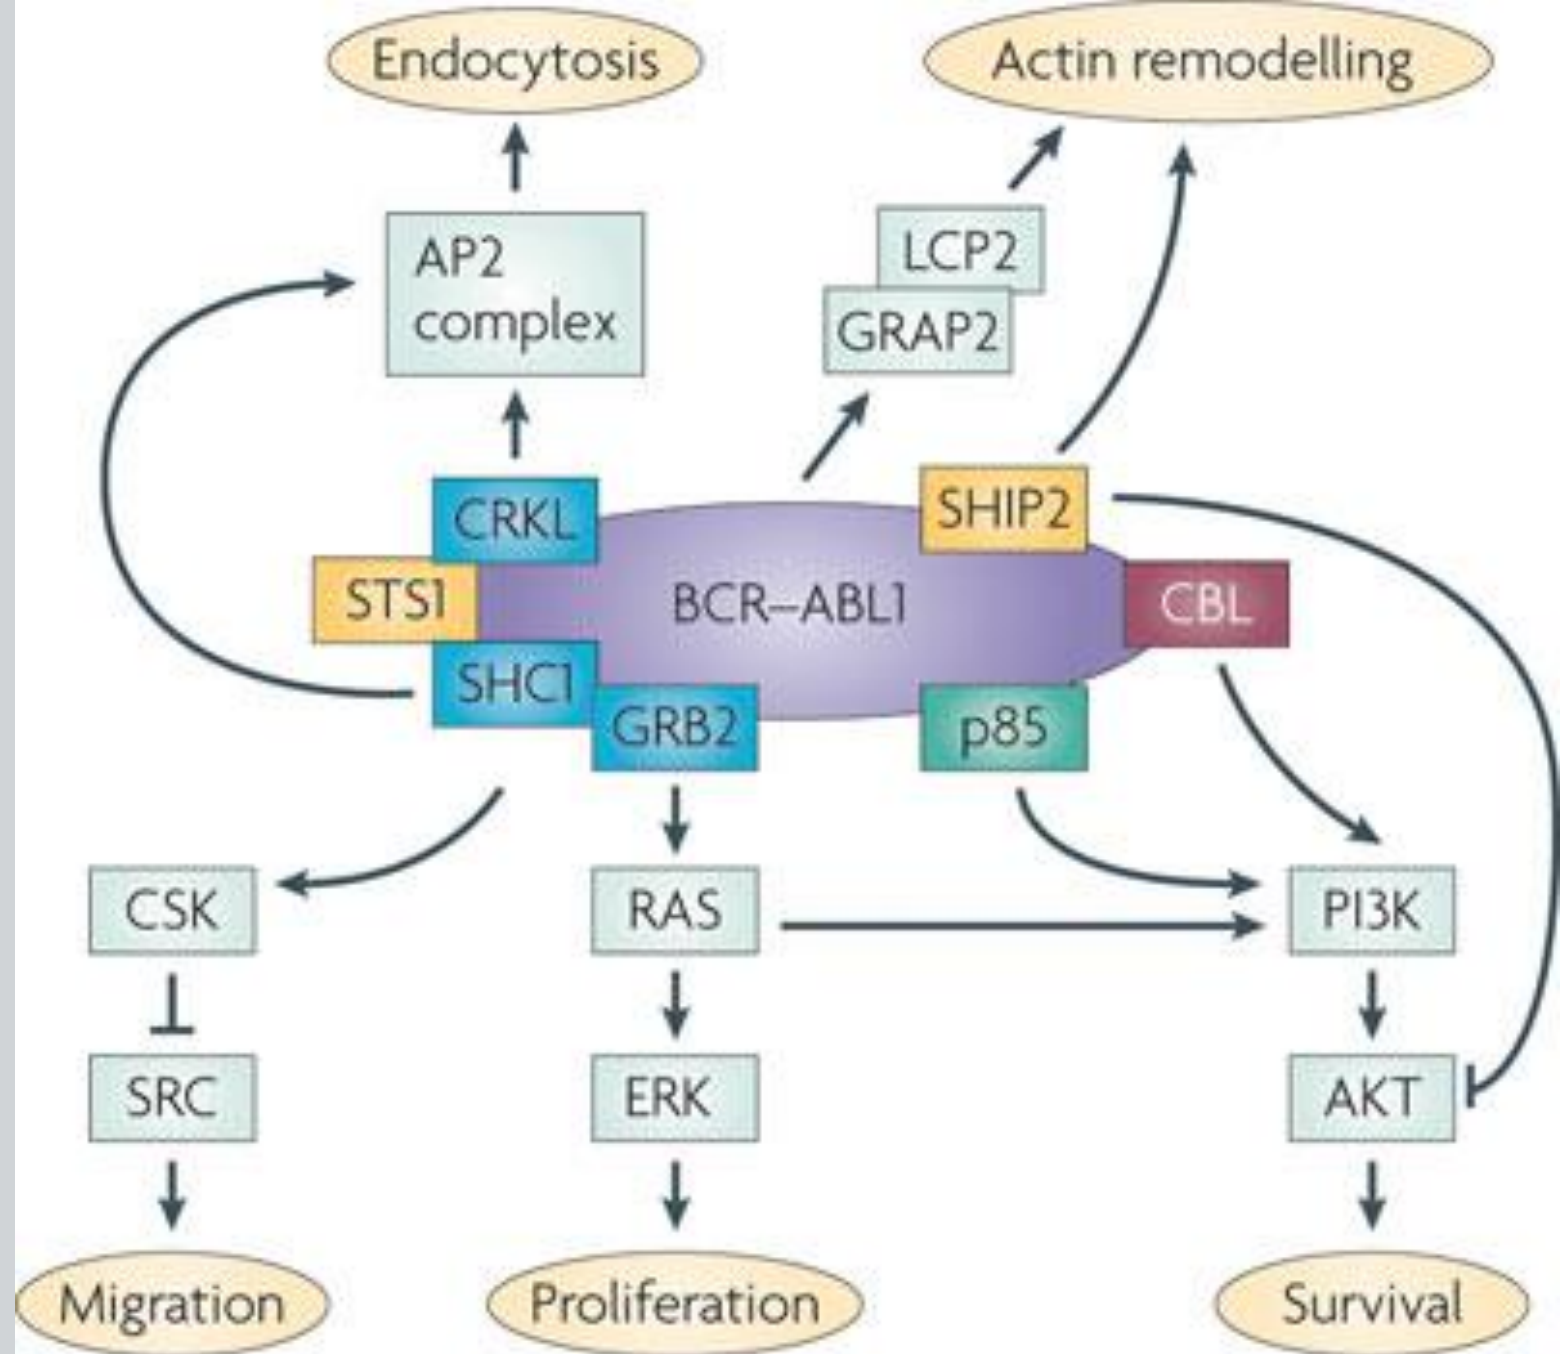 Endocytosis
Actin remodelling
AP2
complex
LCP2
GRAP2
CRKL
SHIP2
STS1
BCR–ABL1
CBL
SHC1
GRB2
p85
CSK
RAS
PI3K
SRC
ERK
AKT
Migration
Proliferation
Survival